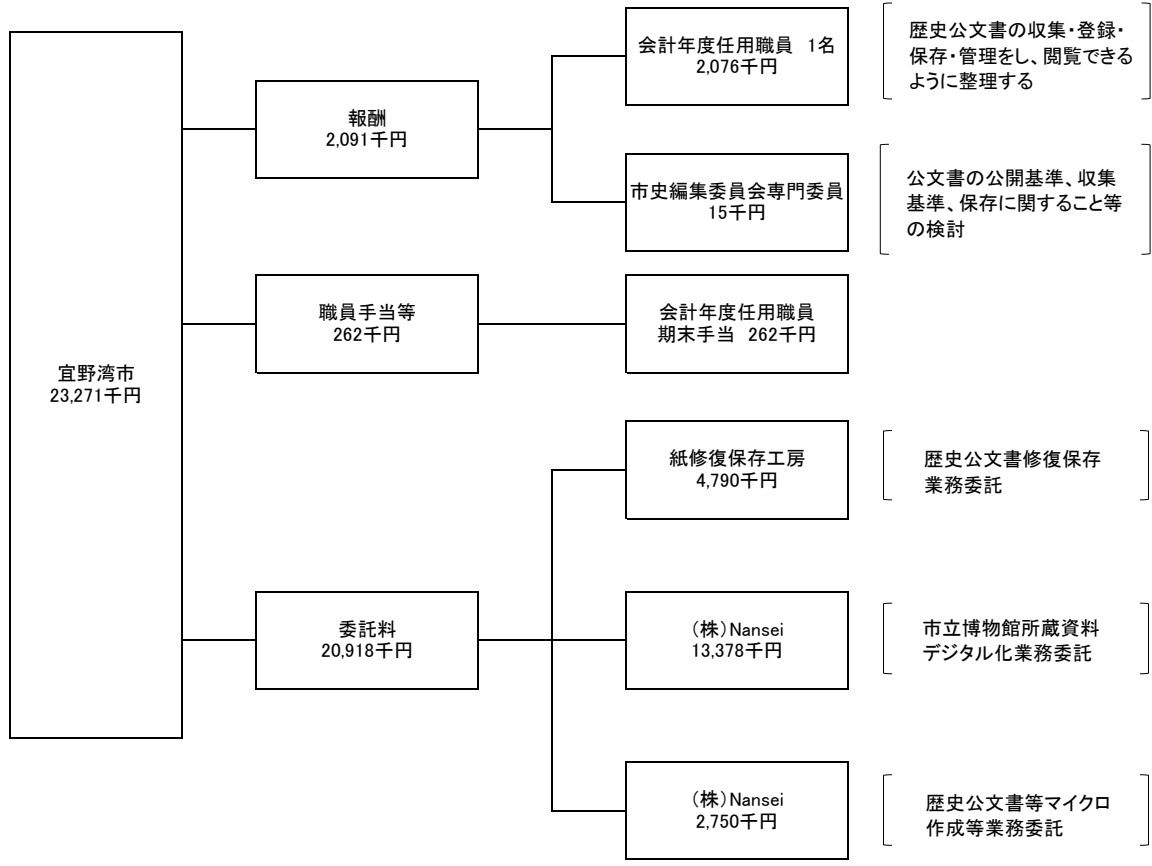 宜野湾市
23,271千円
報酬
2,091千円
会計年度任用職員　1名
2,076千円
歴史公文書の収集・登録・
保存・管理をし、閲覧できる
ように整理する
市史編集委員会専門委員
15千円
公文書の公開基準、収集
基準、保存に関すること等
の検討
職員手当等
262千円
会計年度任用職員
期末手当　262千円
委託料
20,918千円
紙修復保存工房
4,790千円
歴史公文書修復保存
業務委託
（株）Nansei
13,378千円
市立博物館所蔵資料
デジタル化業務委託
（株）Nansei
2,750千円
歴史公文書等マイクロ
作成等業務委託